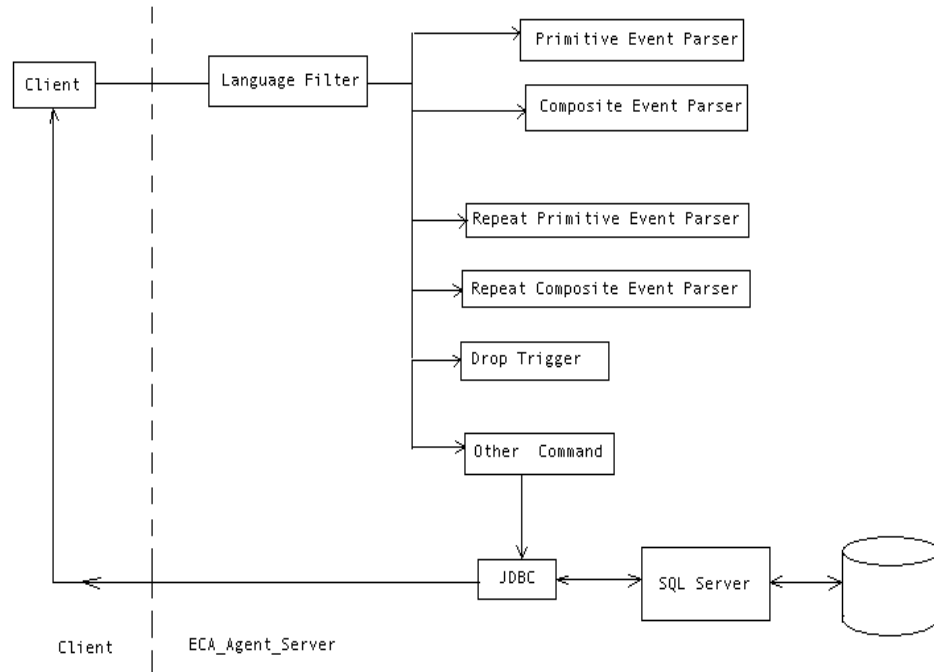 Primitive Event Parser
Client
Language Filter
Composite Event Parser
Repeat Primitive Event Parser
Repeat Composite Event Parser
Drop Trigger
Other Command
JDBC
SQL Server
Client
ECA_Agent_Server